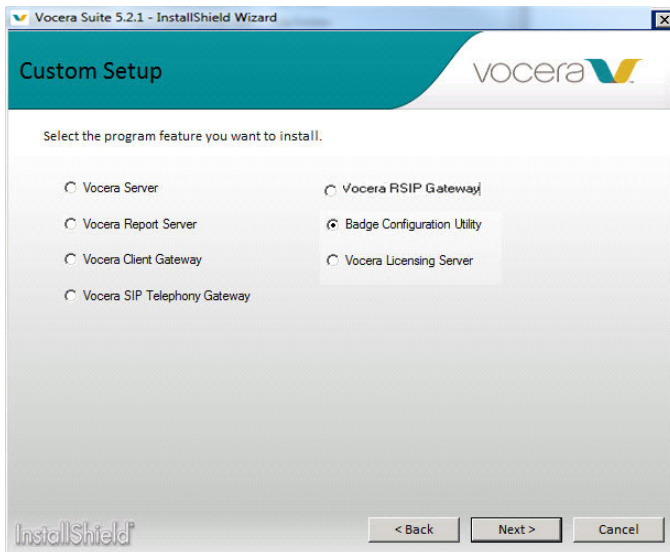 Vocera Suite 5.2.1 - InstallShield Wizard
Custom Setup
vocera
Select the program feature you want to install.
Vocera Server
Vocera RSIP Gateway
Vocera Report Server
Badge Configuration Utility
Vocera Client Gateway
Vocera Licensing Server
Vocera SIP Telephony Gateway
InstallShield
< Back
Next >
Cancel